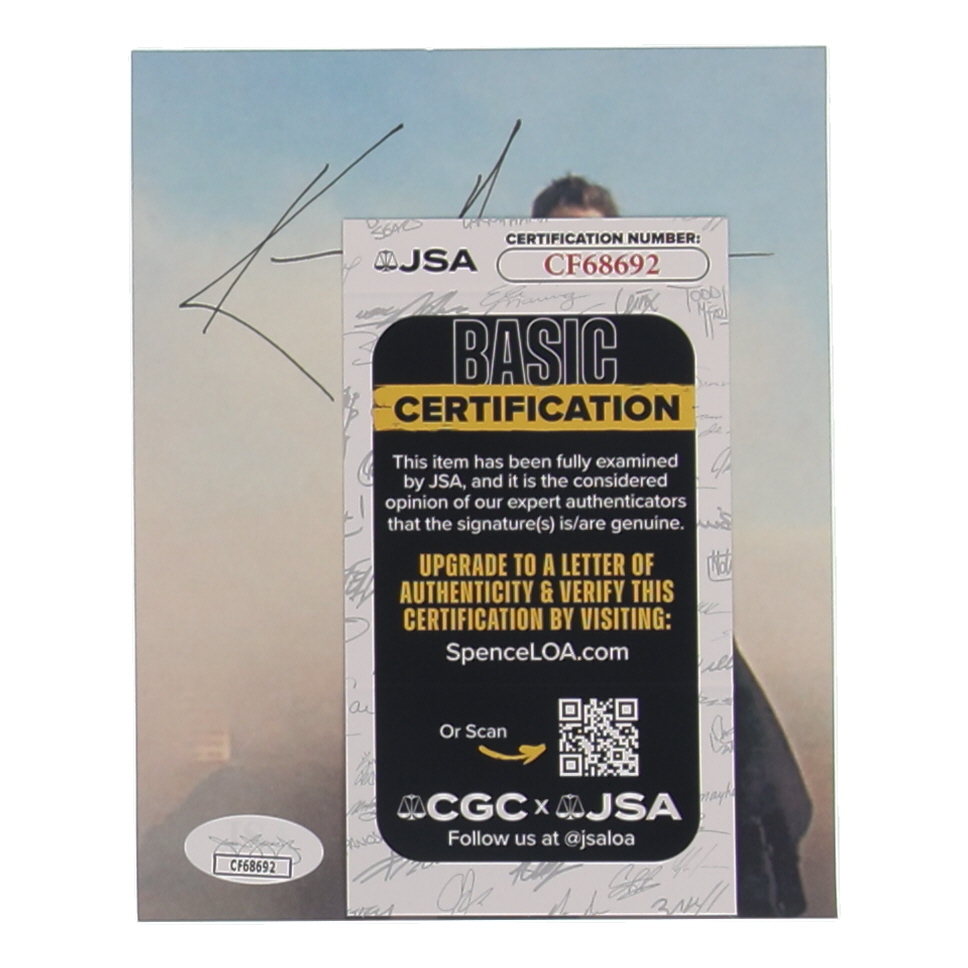 JSA
CERTIFICATION NUMBER:
CF68692
BASIC
CERTIFICATION
This item has been fully examined
by JSA, and it is the considered
opinion of our expert authenticators
that the signature(s) is/are genuine.
UPGRADE TO A LETTER OF
AUTHENTICITY & VERIFY THIS
CERTIFICATION BY VISITING:
SpenceLOA.com
Or Scan
CGC x JSA
Follow us at @jsaloa
CF68692